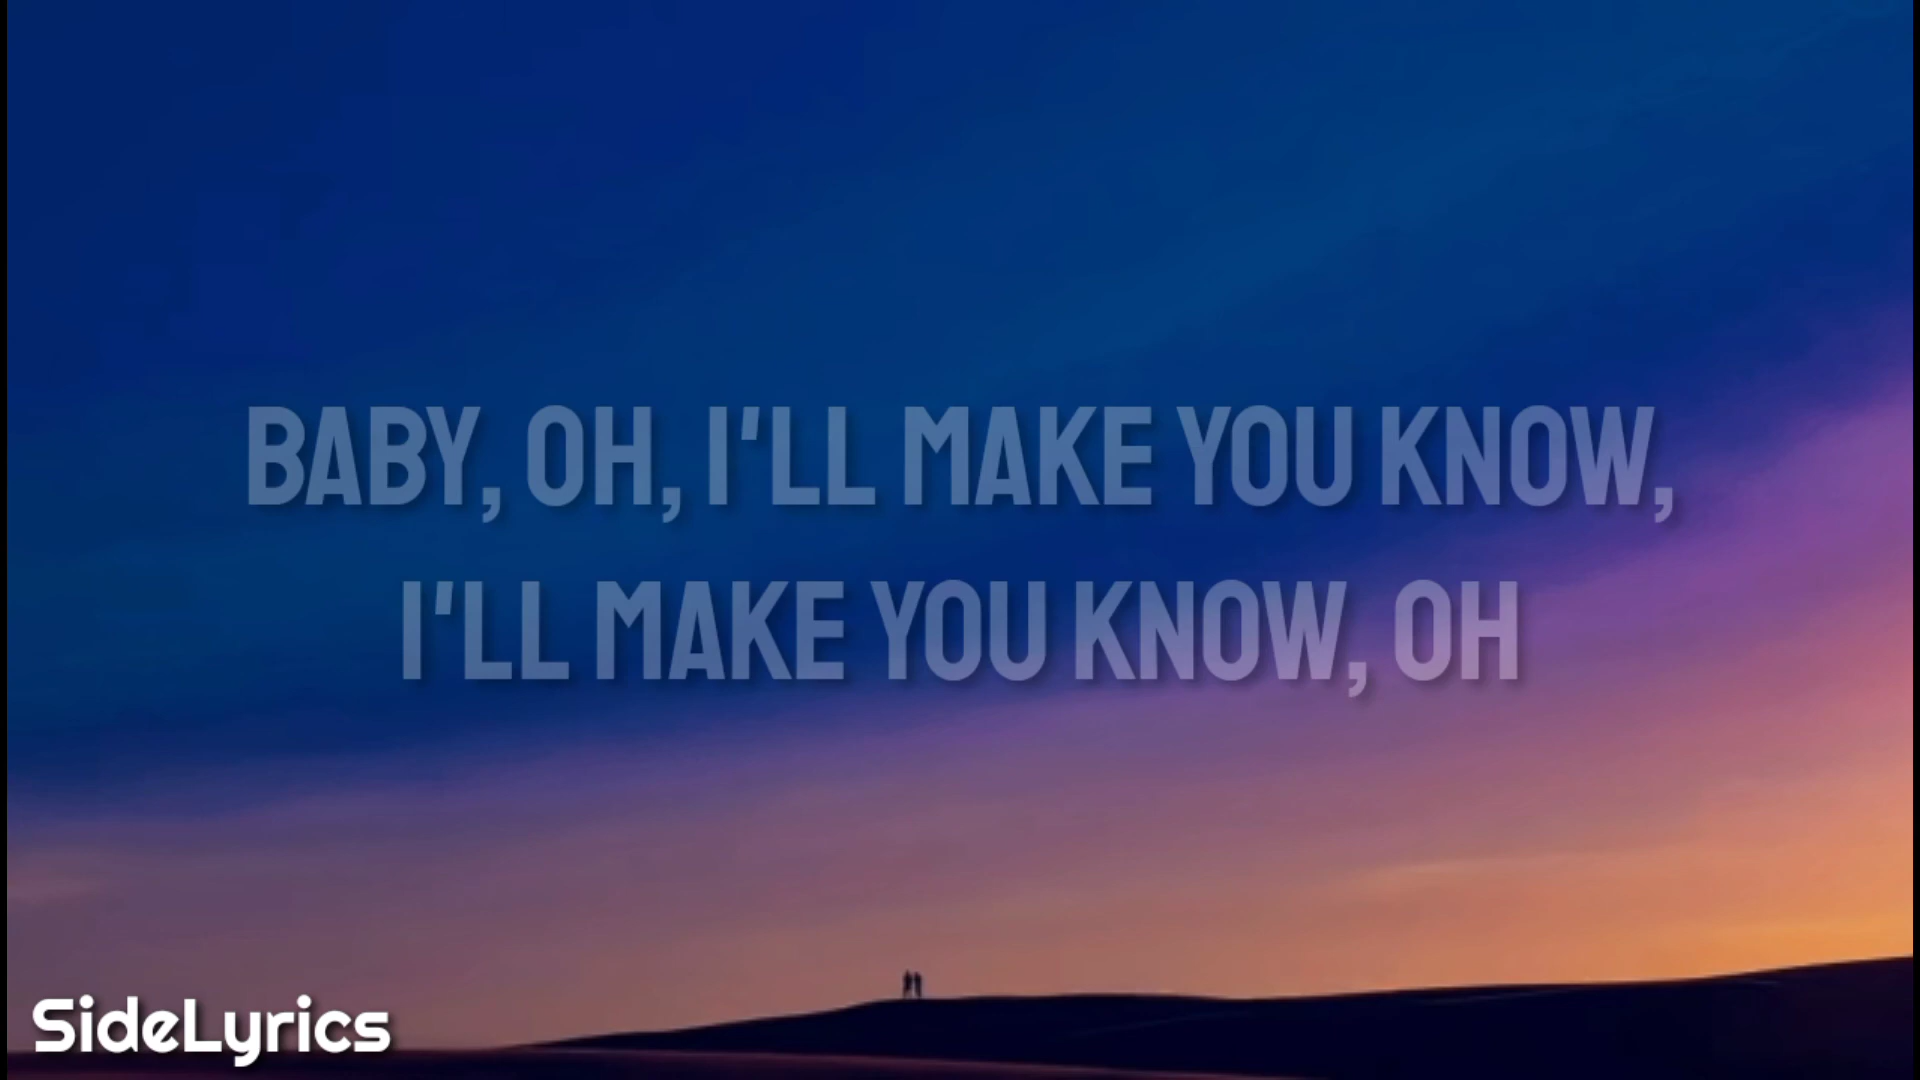 BABY, OH, I'LL MAKE YOU KNOW,
I'LL MAKE YOU KNOW, OH
SideLyrics